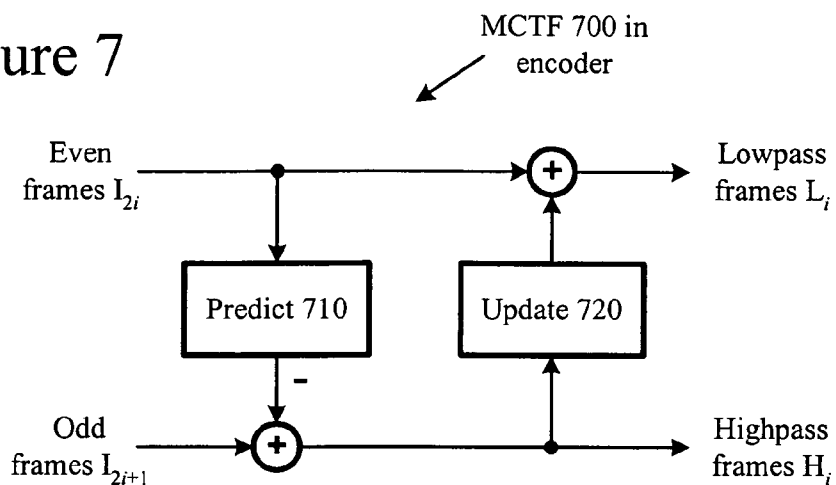 ure 7
MCTF 700 in
encoder
Even
frames I2i
+
Lowpass
frames Li
Predict 710
Update 720
-
Odd
frames I2i+1
+
Highpass
frames Hi